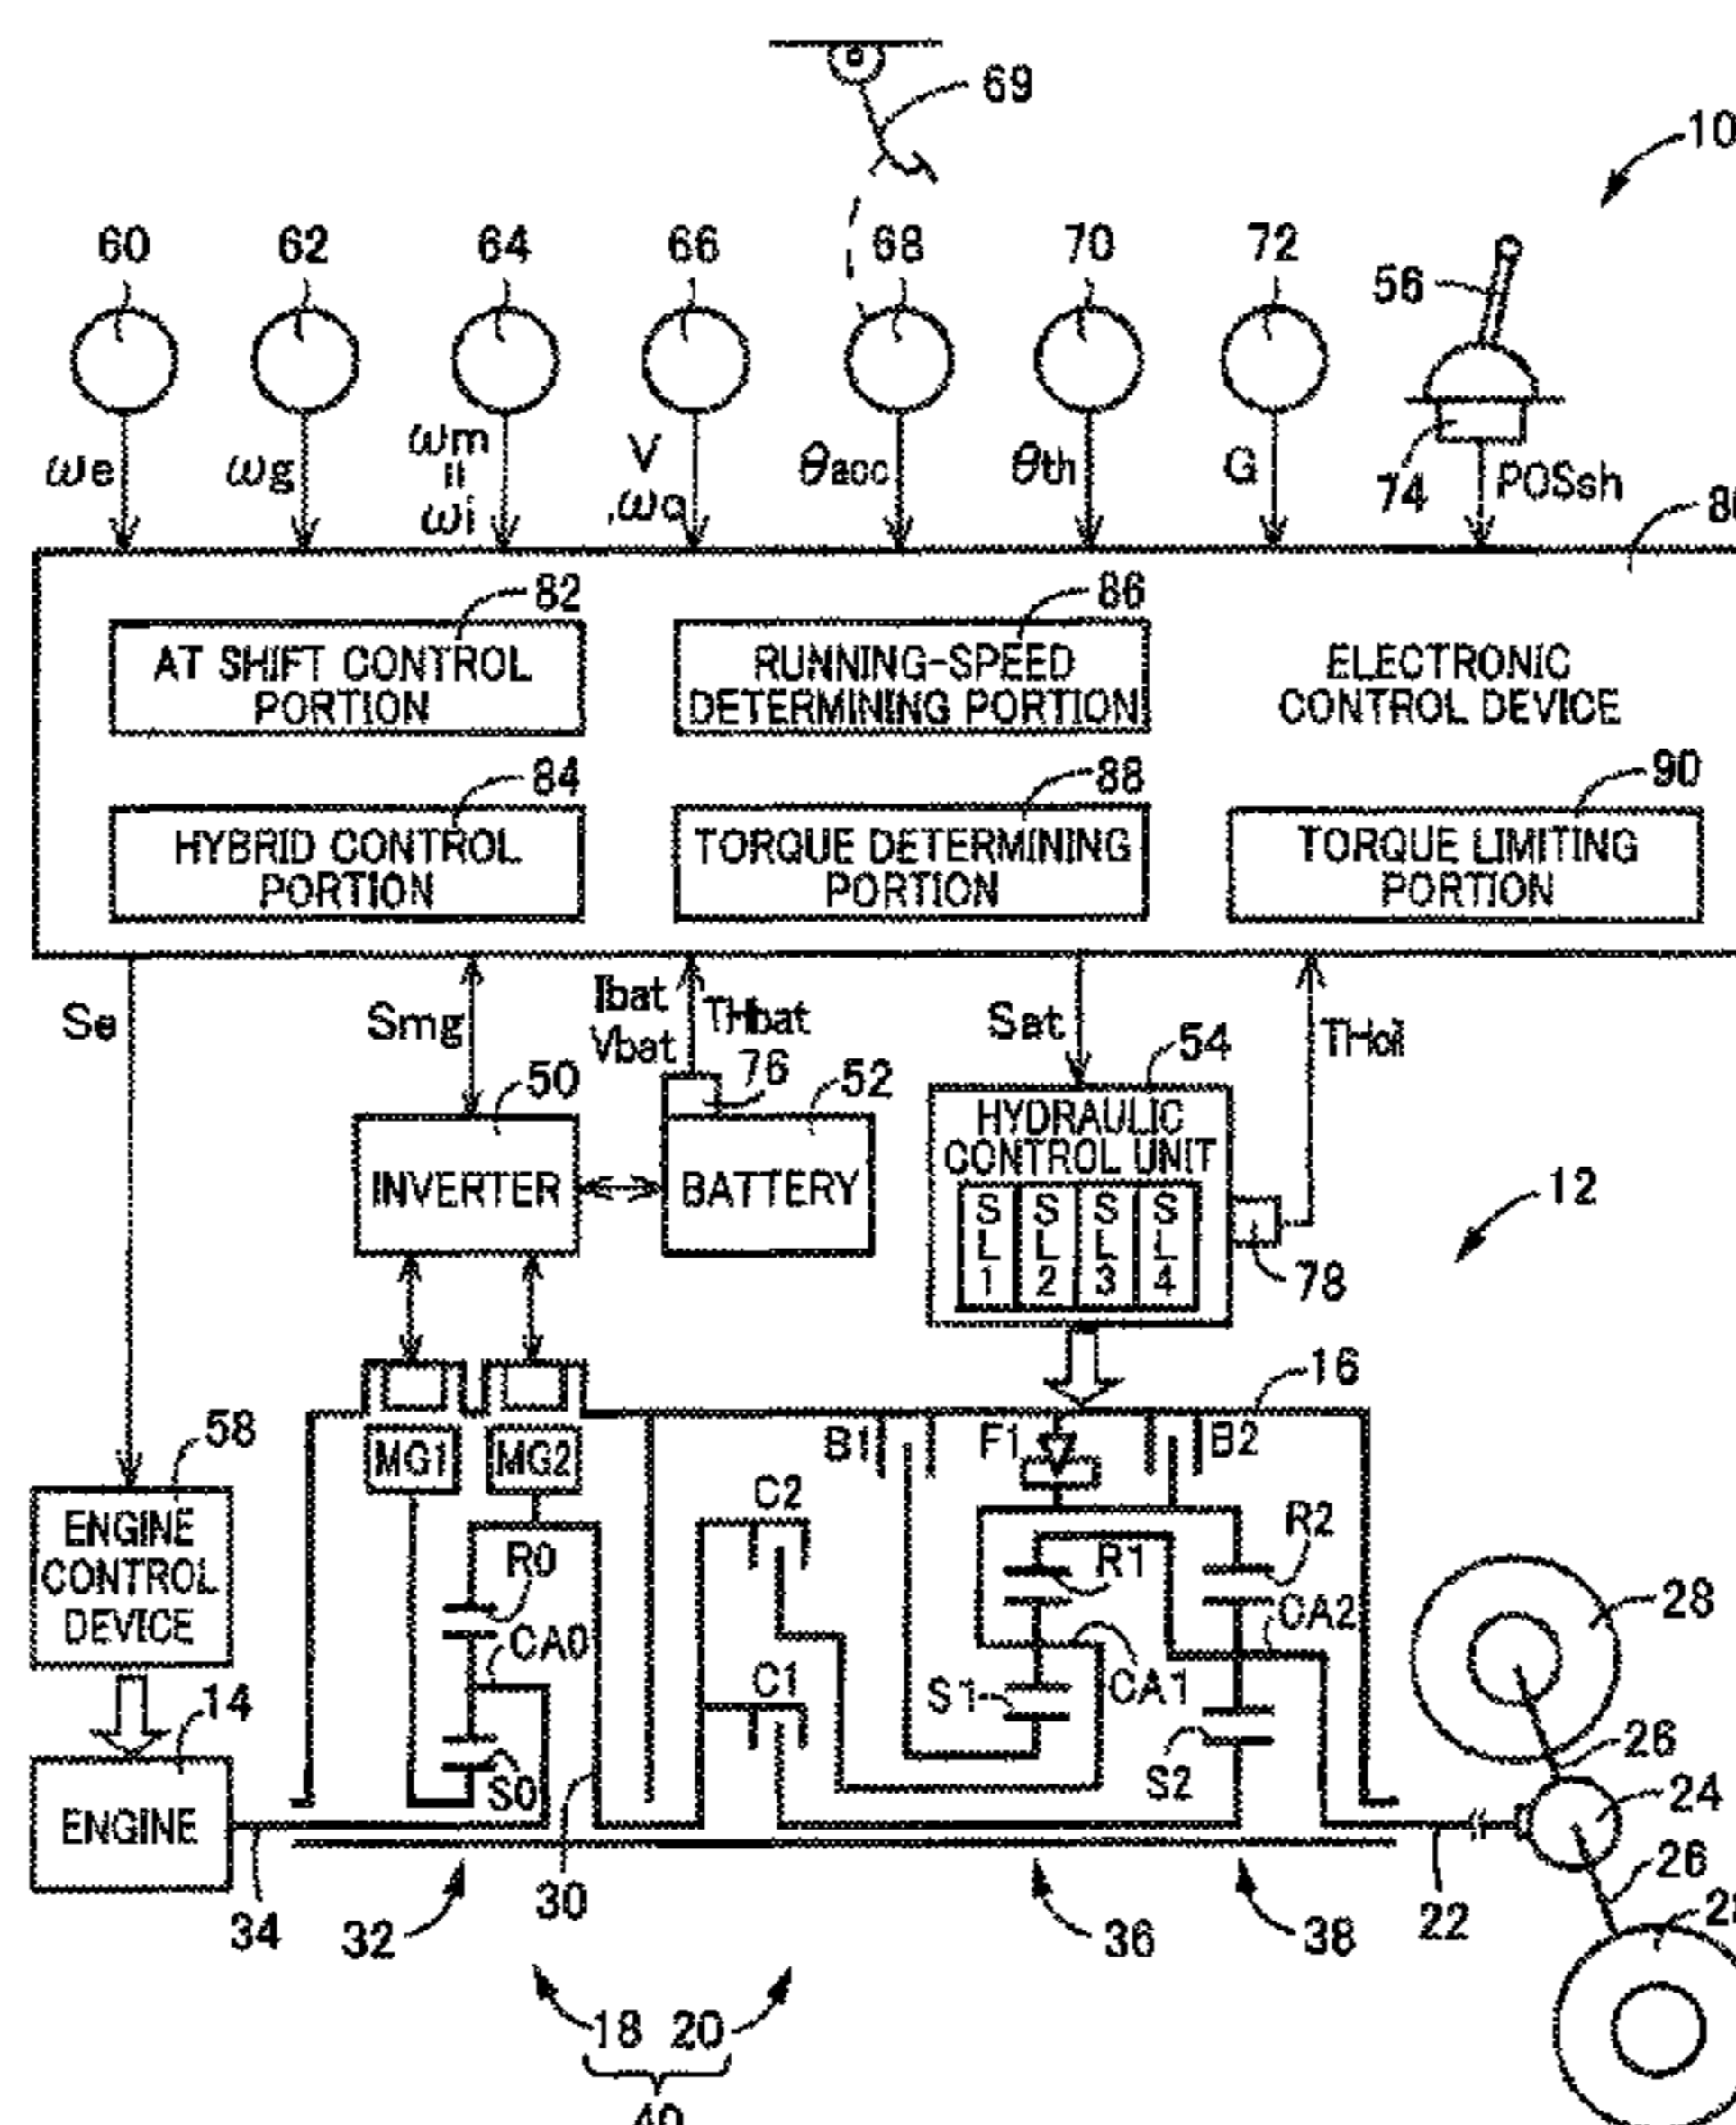 69
10
60
62
64
66
68
70
72
56
ωe
ωg
ωm
=
ωi
V
,ωo
θacc
θth
G
74
POSsh
82
86
AT SHIFT CONTROL
PORTION
RUNNING-SPEED
DETERMINING PORTION
ELECTRONIC
CONTROL DEVICE
84
88
90
HYBRID CONTROL
PORTION
TORQUE DETERMINING
PORTION
TORQUE LIMITING
PORTION
Se
Smg
Ibat
Vbat
THbat
76
Sat
THoil
50
52
54
INVERTER
BATTERY
HYDRAULIC
CONTROL UNIT
SL1
SL2
SL3
SL4
78
12
16
58
MG1
MG2
B1
F1
B2
ENGINE
CONTROL
DEVICE
C2
R0
R1
R2
CA0
CA2
28
C1
S1
CA1
14
S0
S2
26
24
ENGINE
26
34
32
30
36
38
22
18
20
40